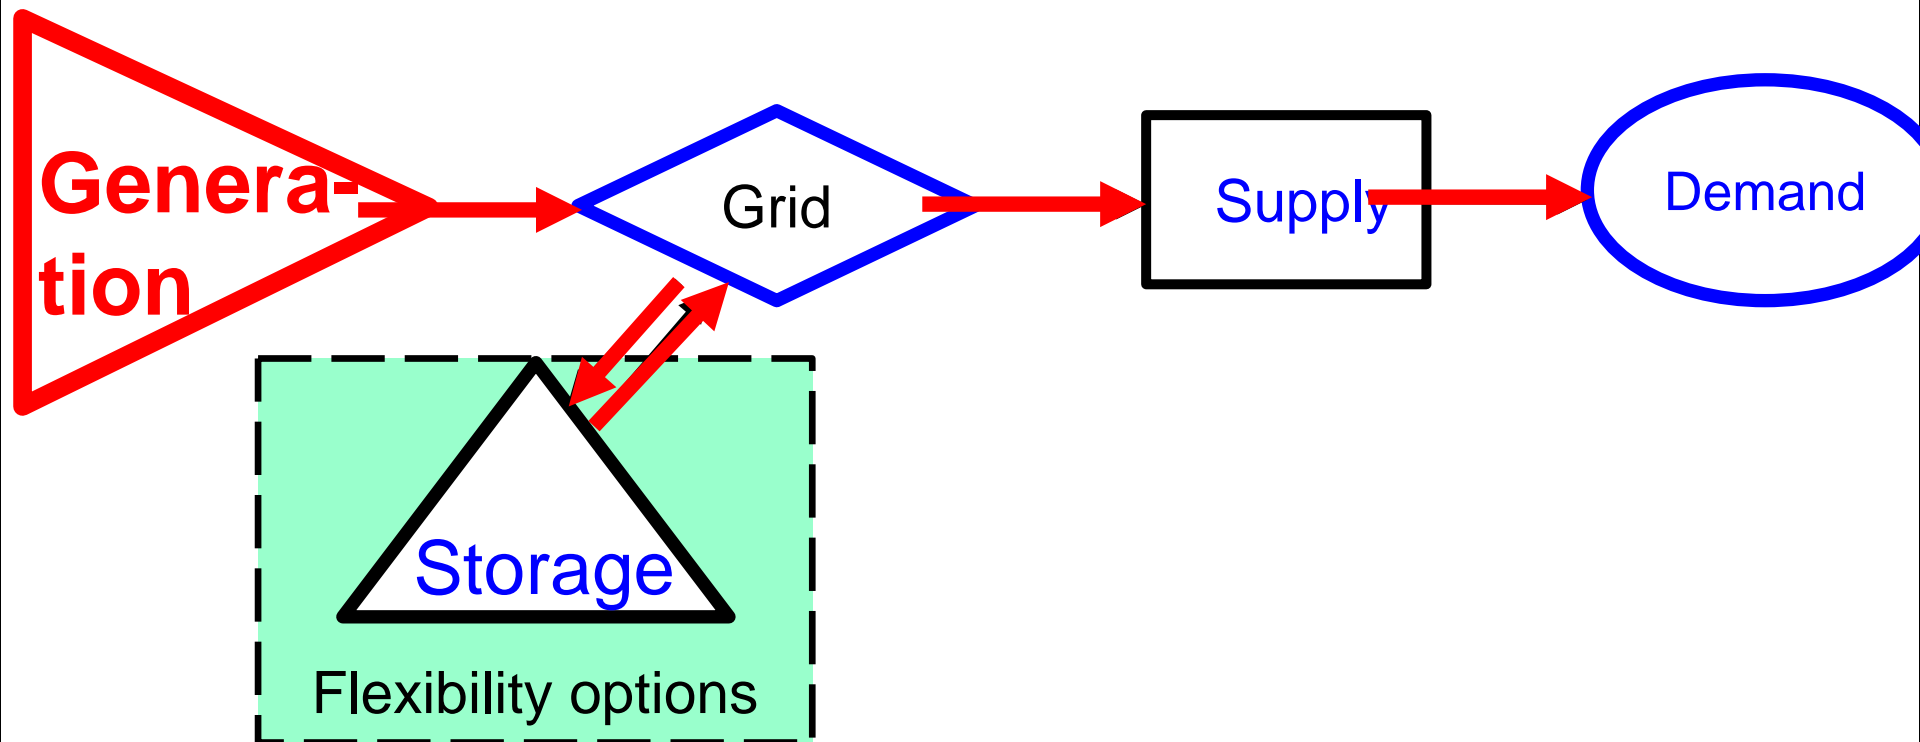 Genera-
tion
Grid
Supply
Demand
Storage
Flexibility options